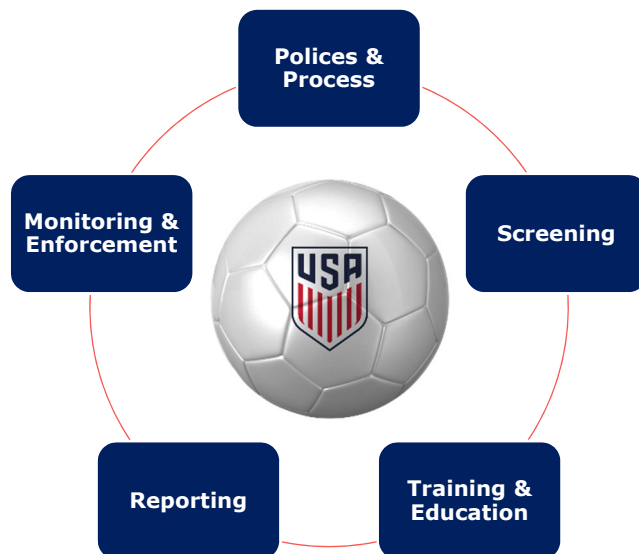 Polices &
Process
Screening
Training &
Education
Reporting
Monitoring &
Enforcement
USA